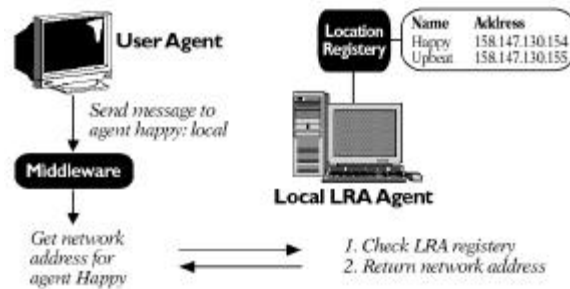 User Agent
Send message to
agent happy: local
Middleware
Get network
address for
agent Happy
Location
Registery
Name Address
Happy 158.147.130.154
Upbeat 158.147.130.155
Local LRA Agent
1. Check LRA registery
2. Return network address